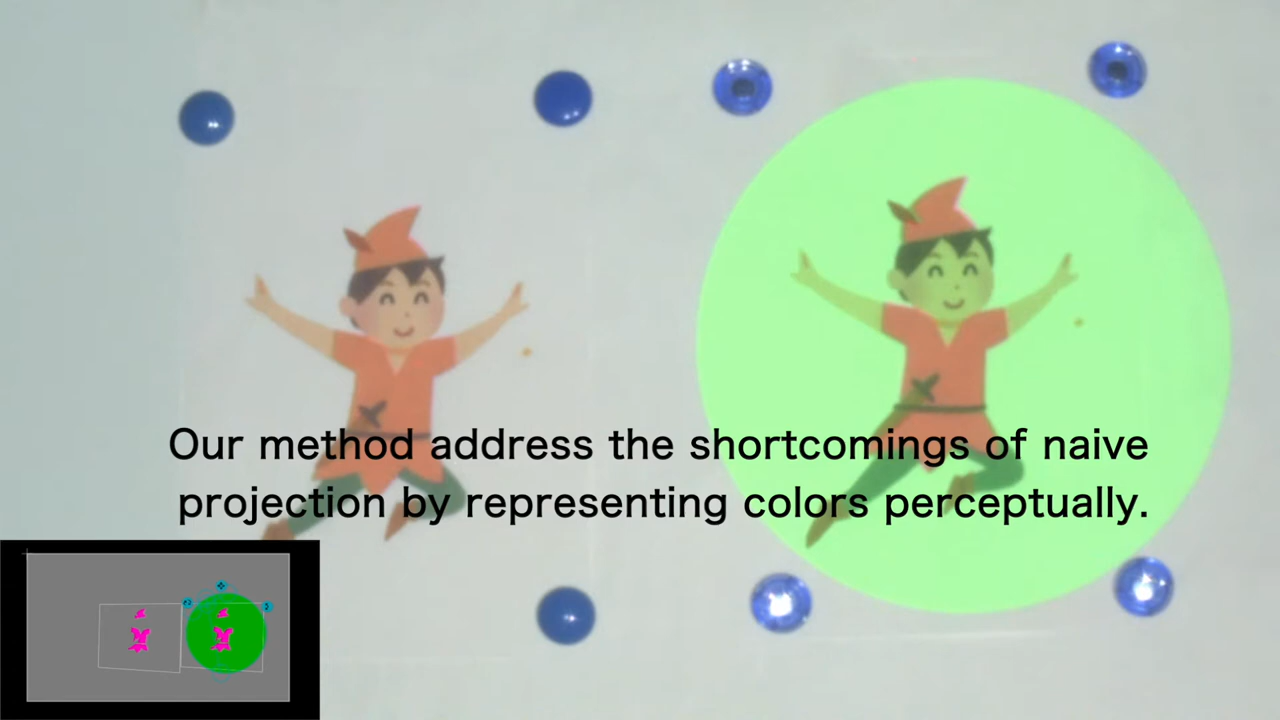 Our method address the shortcomings of naive
projection by representing colors perceptually.